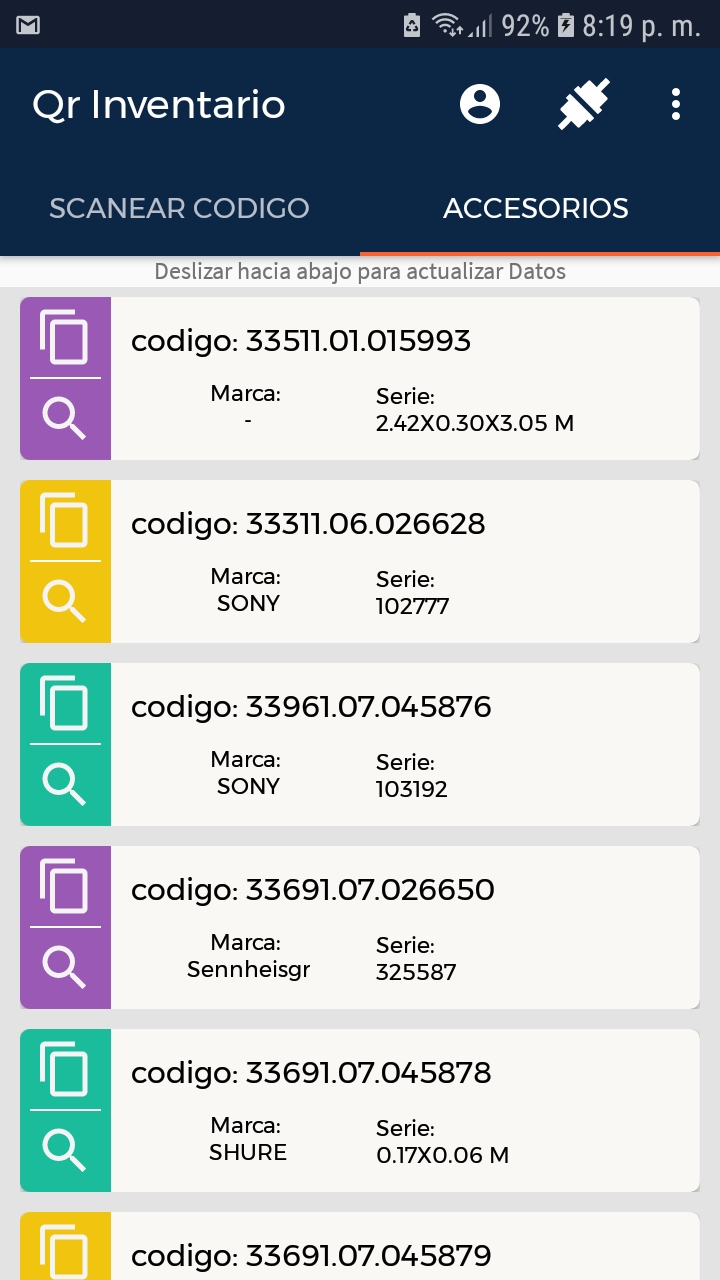 92% 8:19 p. m.
Qr Inventario
SCANEAR CODIGO ACCESORIOS
Deslizar hacia abajo para actualizar Datos
codigo: 33511.01.015993
Marca: Serie:
- 2.42X0.30X3.05 M
codigo: 33311.06.026628
Marca: Serie:
SONY 102777
codigo: 33961.07.045876
Marca: Serie:
SONY 103192
codigo: 33691.07.026650
Marca: Serie:
Sennheisgr 325587
codigo: 33691.07.045878
Marca: Serie:
SHURE 0.17X0.06 M
codigo: 33691.07.045879